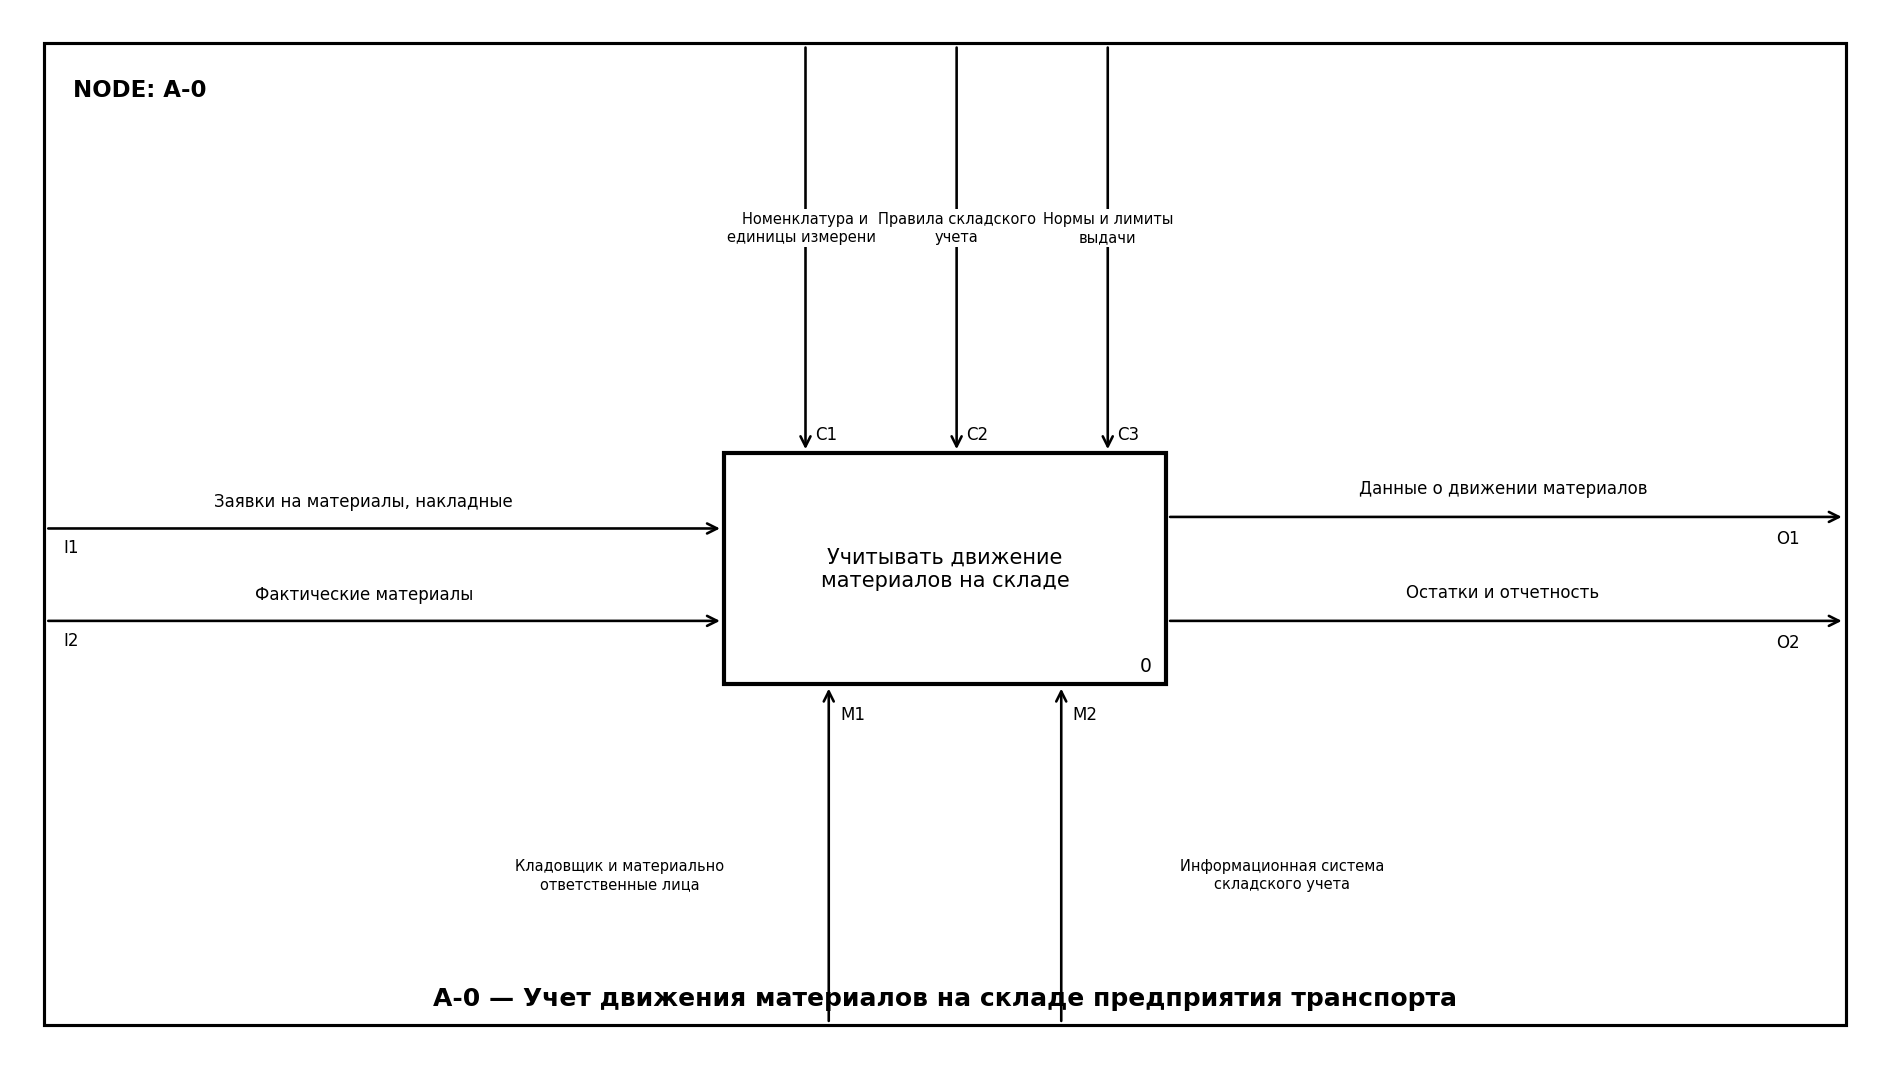 NODE: A-0
Номенклатура и
единицы измерени
Правила складского
учета
Нормы и лимиты
выдачи
C1
C2
C3
Заявки на материалы, накладные
I1
Фактические материалы
I2
Учитывать движение
материалов на складе
0
Данные о движении материалов
O1
Остатки и отчетность
O2
M1
M2
Кладовщик и материально
ответственные лица
Информационная система
складского учета
A-0 — Учет движения материалов на складе предприятия транспорта